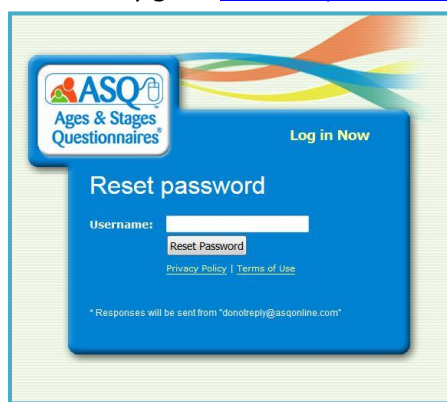 ASQ
Ages & Stages
Questionnaires®
Log in Now
Reset password
Username:
Reset Password
Privacy Policy | Terms of Use
* Responses will be sent from "donotreply@asqonline.com"